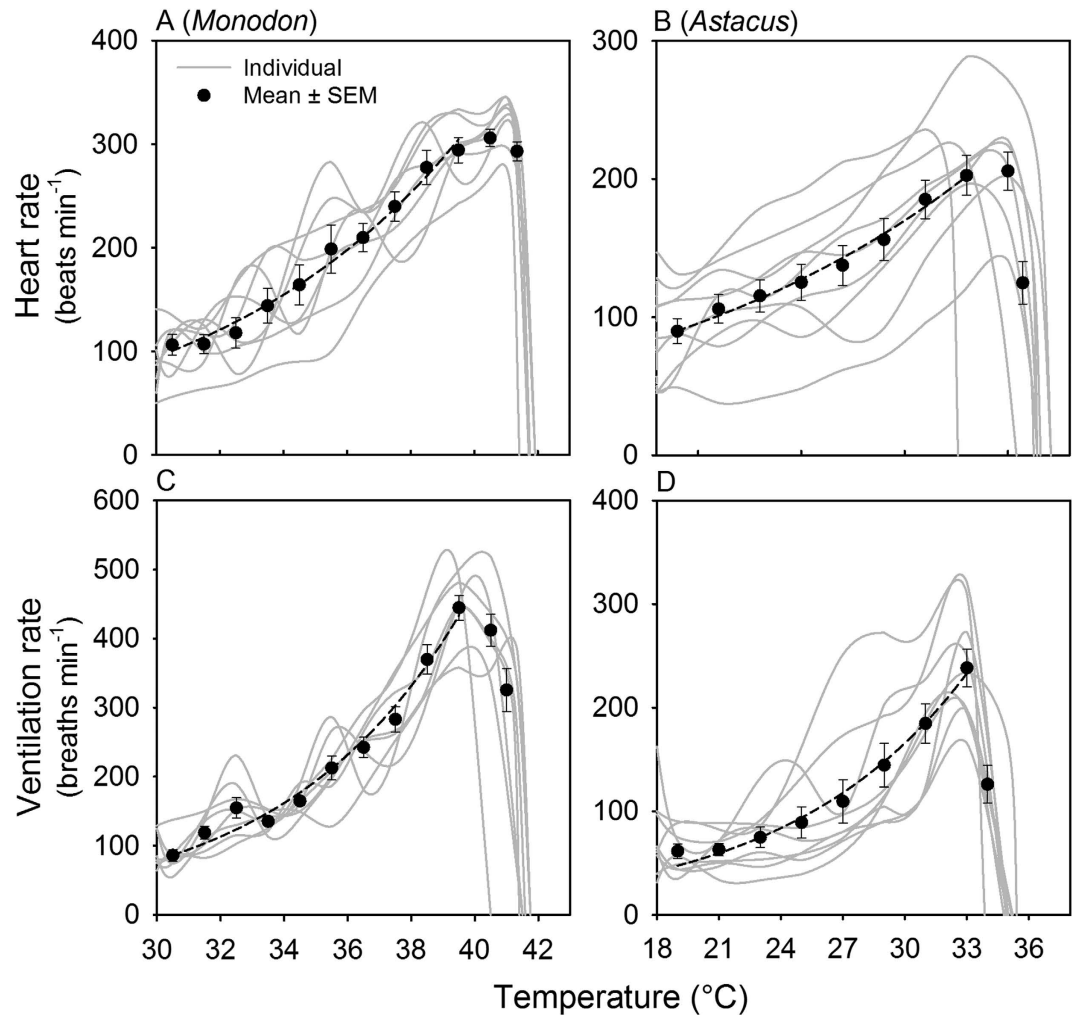 A (Monodon)
B (Astacus)
400
300
200
100
0
Heart rate
(beats min⁻¹)
Individual
Mean ± SEM
300
200
100
0
C
D
600
500
400
300
200
100
0
Ventilation rate
(breaths min⁻¹)
400
300
200
100
0
30 32 34 36 38 40 42
18 21 24 27 30 33 36
Temperature (°C)